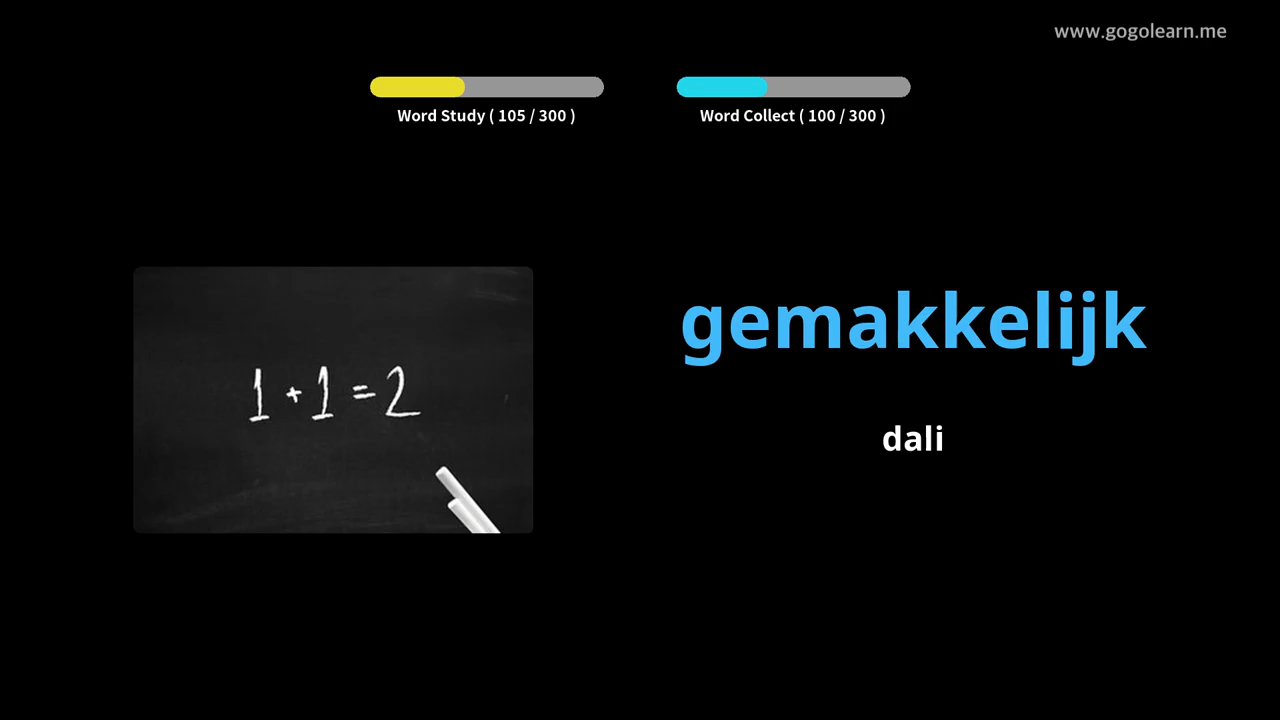 www.gogolearn.me
Word Study ( 105 / 300 )
Word Collect ( 100 / 300 )
1 + 1 = 2
gemakkelijk
dali